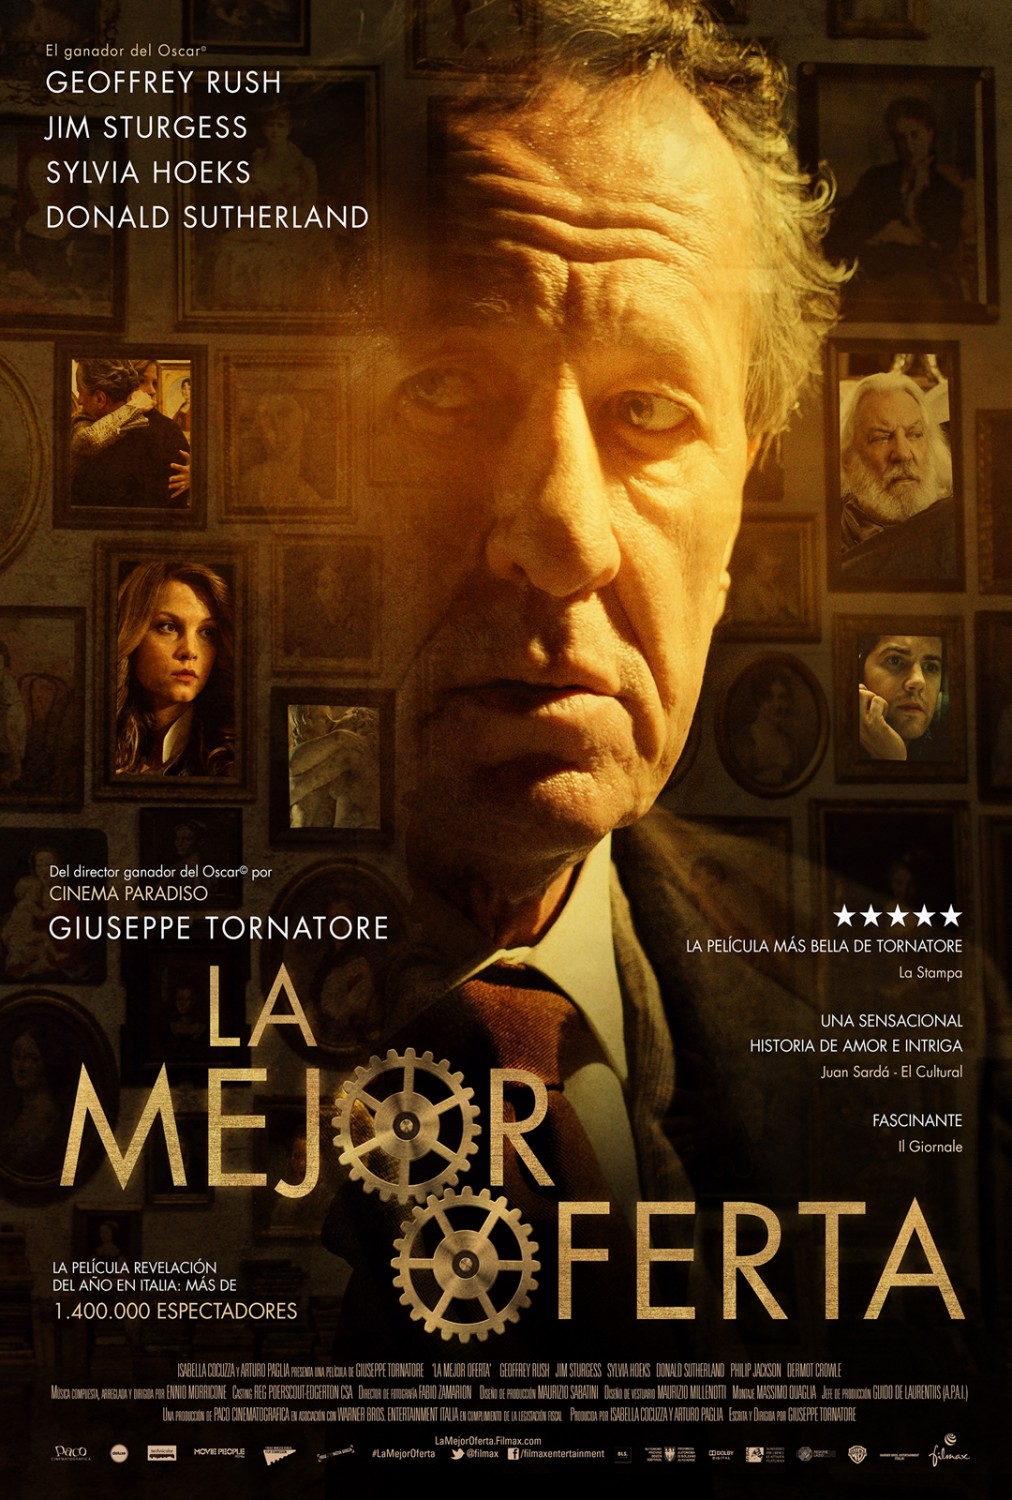 El ganador del Oscar©
GEOFFREY RUSH
JIM STURGESS
SYLVIA HOEKS
DONALD SUTHERLAND
Del director ganador del Oscar© por
CINEMA PARADISO
GIUSEPPE TORNATORE
★★★★★
LA PELÍCULA MÁS BELLA DE TORNATORE
La Stampa
UNA SENSACIONAL
HISTORIA DE AMOR E INTRIGA
Juan Sardá - El Cultural
FASCINANTE
Il Giornale
LA
MEJOR
OFERTA
LA PELÍCULA REVELACIÓN
DEL AÑO EN ITALIA: MÁS DE
1.400.000 ESPECTADORES
ISABELLA COCUZZA Y ARTURO PAGLIA PRESENTA UNA PELÍCULA DE GIUSEPPE TORNATORE 'LA MEJOR OFERTA' GEOFFREY RUSH JIM STURGESS SYLVIA HOEKS DONALD SUTHERLAND PHILIP JACKSON DERMOT CROWLE
MÚSICA COMPUESTA, ARREGLADA Y DIRIGIDA POR ENNIO MORRICONE CASTING REG POERSCOUT-EDGERTON CSA DIRECTOR DE FOTOGRAFÍA FABIO ZAMARION DISEÑO DE PRODUCCIÓN MAURIZIO SABATINI DISEÑO DE VESTUARIO MAURIZIO MILLENOTTI MONTAJE MASSIMO QUAGLIA JEFE DE PRODUCCIÓN GUIDO DE LAURENTIIS (A.P.A.I.)
UNA PRODUCCIÓN DE PACO CINEMATOGRAFICA EN ASOCIACIÓN CON WARNER BROS. ENTERTAINMENT ITALIA EN CUMPLIMIENTO DE LA LEGISTACIÓN FISCAL PRODUCIDA POR ISABELLA COCUZZA Y ARTURO PAGLIA ESCRITA Y DIRIGIDA POR GIUSEPPE TORNATORE
LaMejorOferta.Filmax.com
#LaMejorOferta @filmax /filmaxentertainment
Paco CINEMATOGRAFICA MOVIE PEOPLE DOLBY filmax